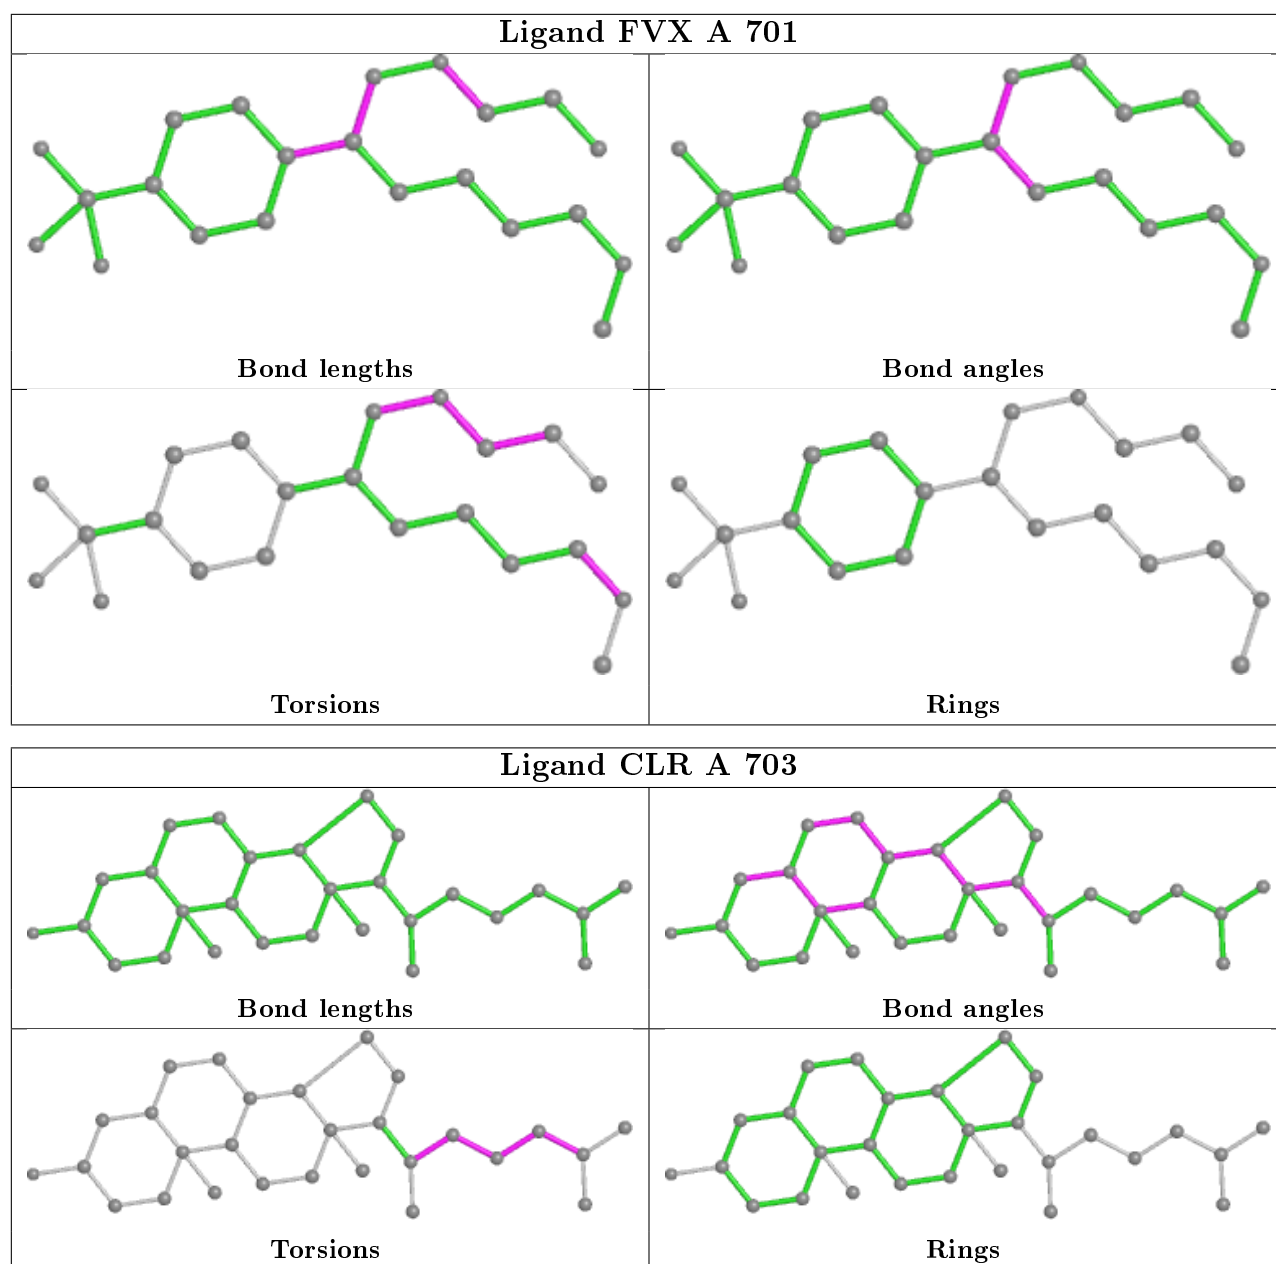 Ligand FVX A 701
Bond lengths
Bond angles
Torsions
Rings
Ligand CLR A 703
Bond lengths
Bond angles
Torsions
Rings